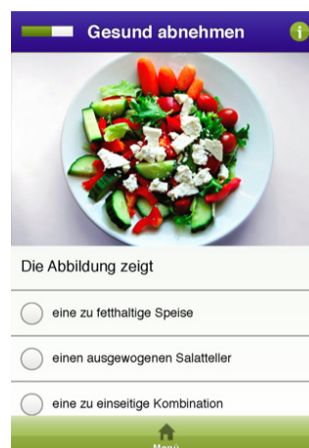 Gesund abnehmen
i
Die Abbildung zeigt
eine zu fetthaltige Speise
einen ausgewogenen Salatteller
eine zu einseitige Kombination
Menü